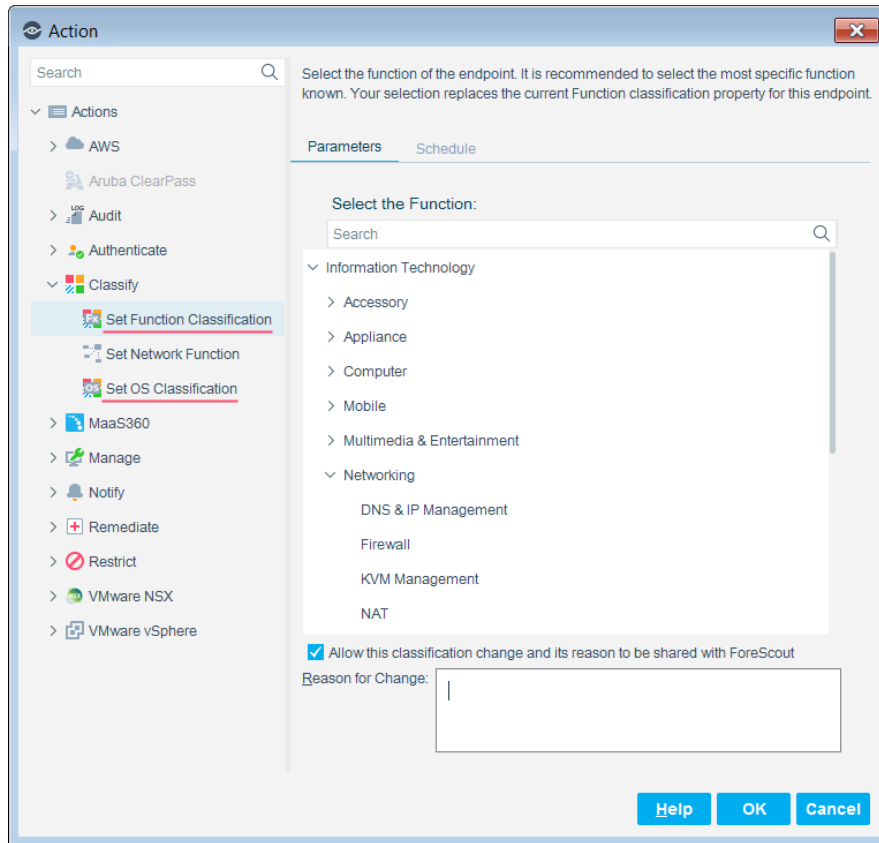 Action
Search
Actions
AWS
Aruba ClearPass
LOG
Audit
Authenticate
Classify
FX
Set Function Classification
Set Network Function
OS
Set OS Classification
MaaS360
Manage
Notify
Remediate
Restrict
VMware NSX
VMware vSphere
Select the function of the endpoint. It is recommended to select the most specific function
known. Your selection replaces the current Function classification property for this endpoint.
Parameters
Schedule
Select the Function:
Search
Information Technology
Accessory
Appliance
Computer
Mobile
Multimedia & Entertainment
Networking
DNS & IP Management
Firewall
KVM Management
NAT
Allow this classification change and its reason to be shared with ForeScout
Reason for Change:
Help
OK
Cancel